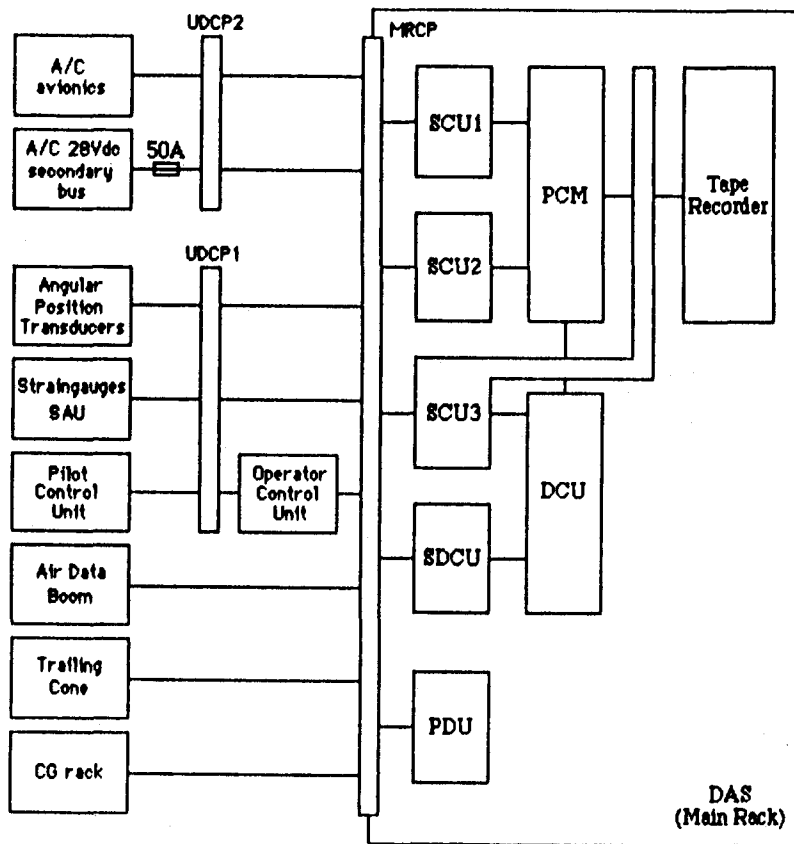 UDCP2
MRCP
A/C
avionics
A/C 28Vdc
secondary
bus
50A
UDCP1
Angular
Position
Transducers
Straingauges
SAU
Pilot
Control
Unit
Operator
Control
Unit
Air Data
Boom
Trailing
Cone
CG rack
SCU1
SCU2
SCU3
SDCU
PDU
PCM
DCU
Tape
Recorder
DAS
(Main Rack)